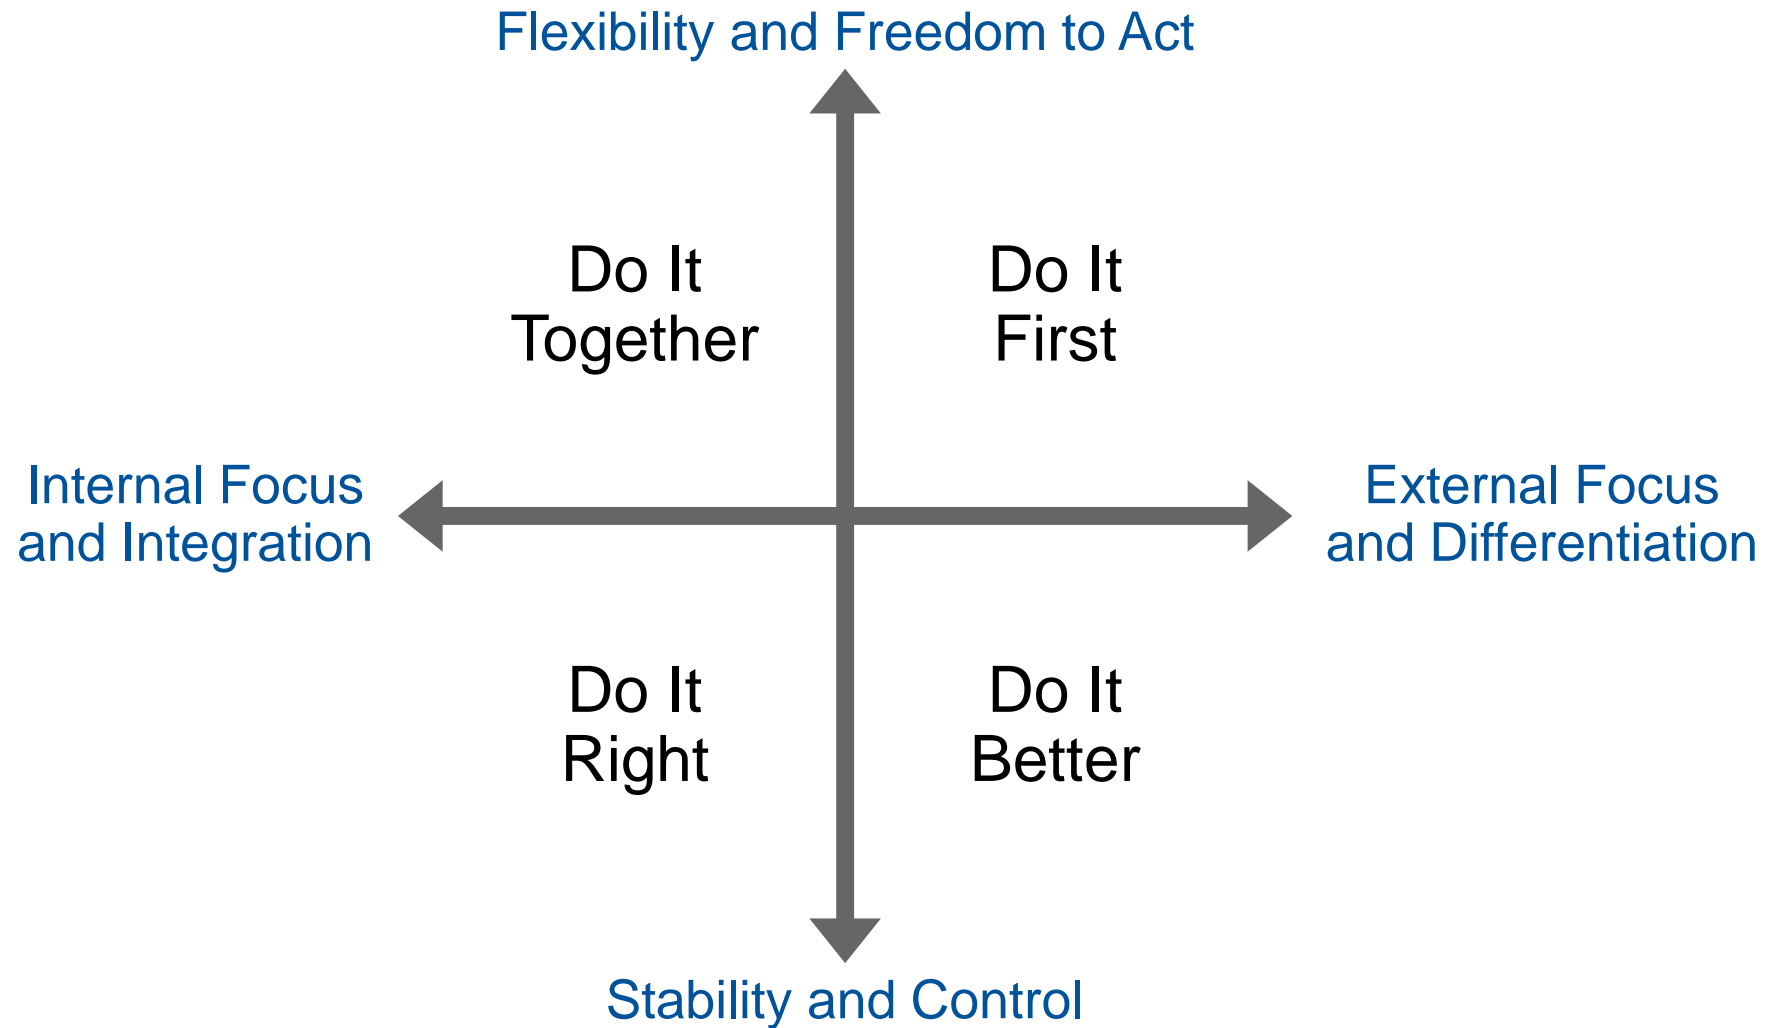 Flexibility and Freedom to Act
Do It
Together
Do It
First
Internal Focus
and Integration
External Focus
and Differentiation
Do It
Right
Do It
Better
Stability and Control